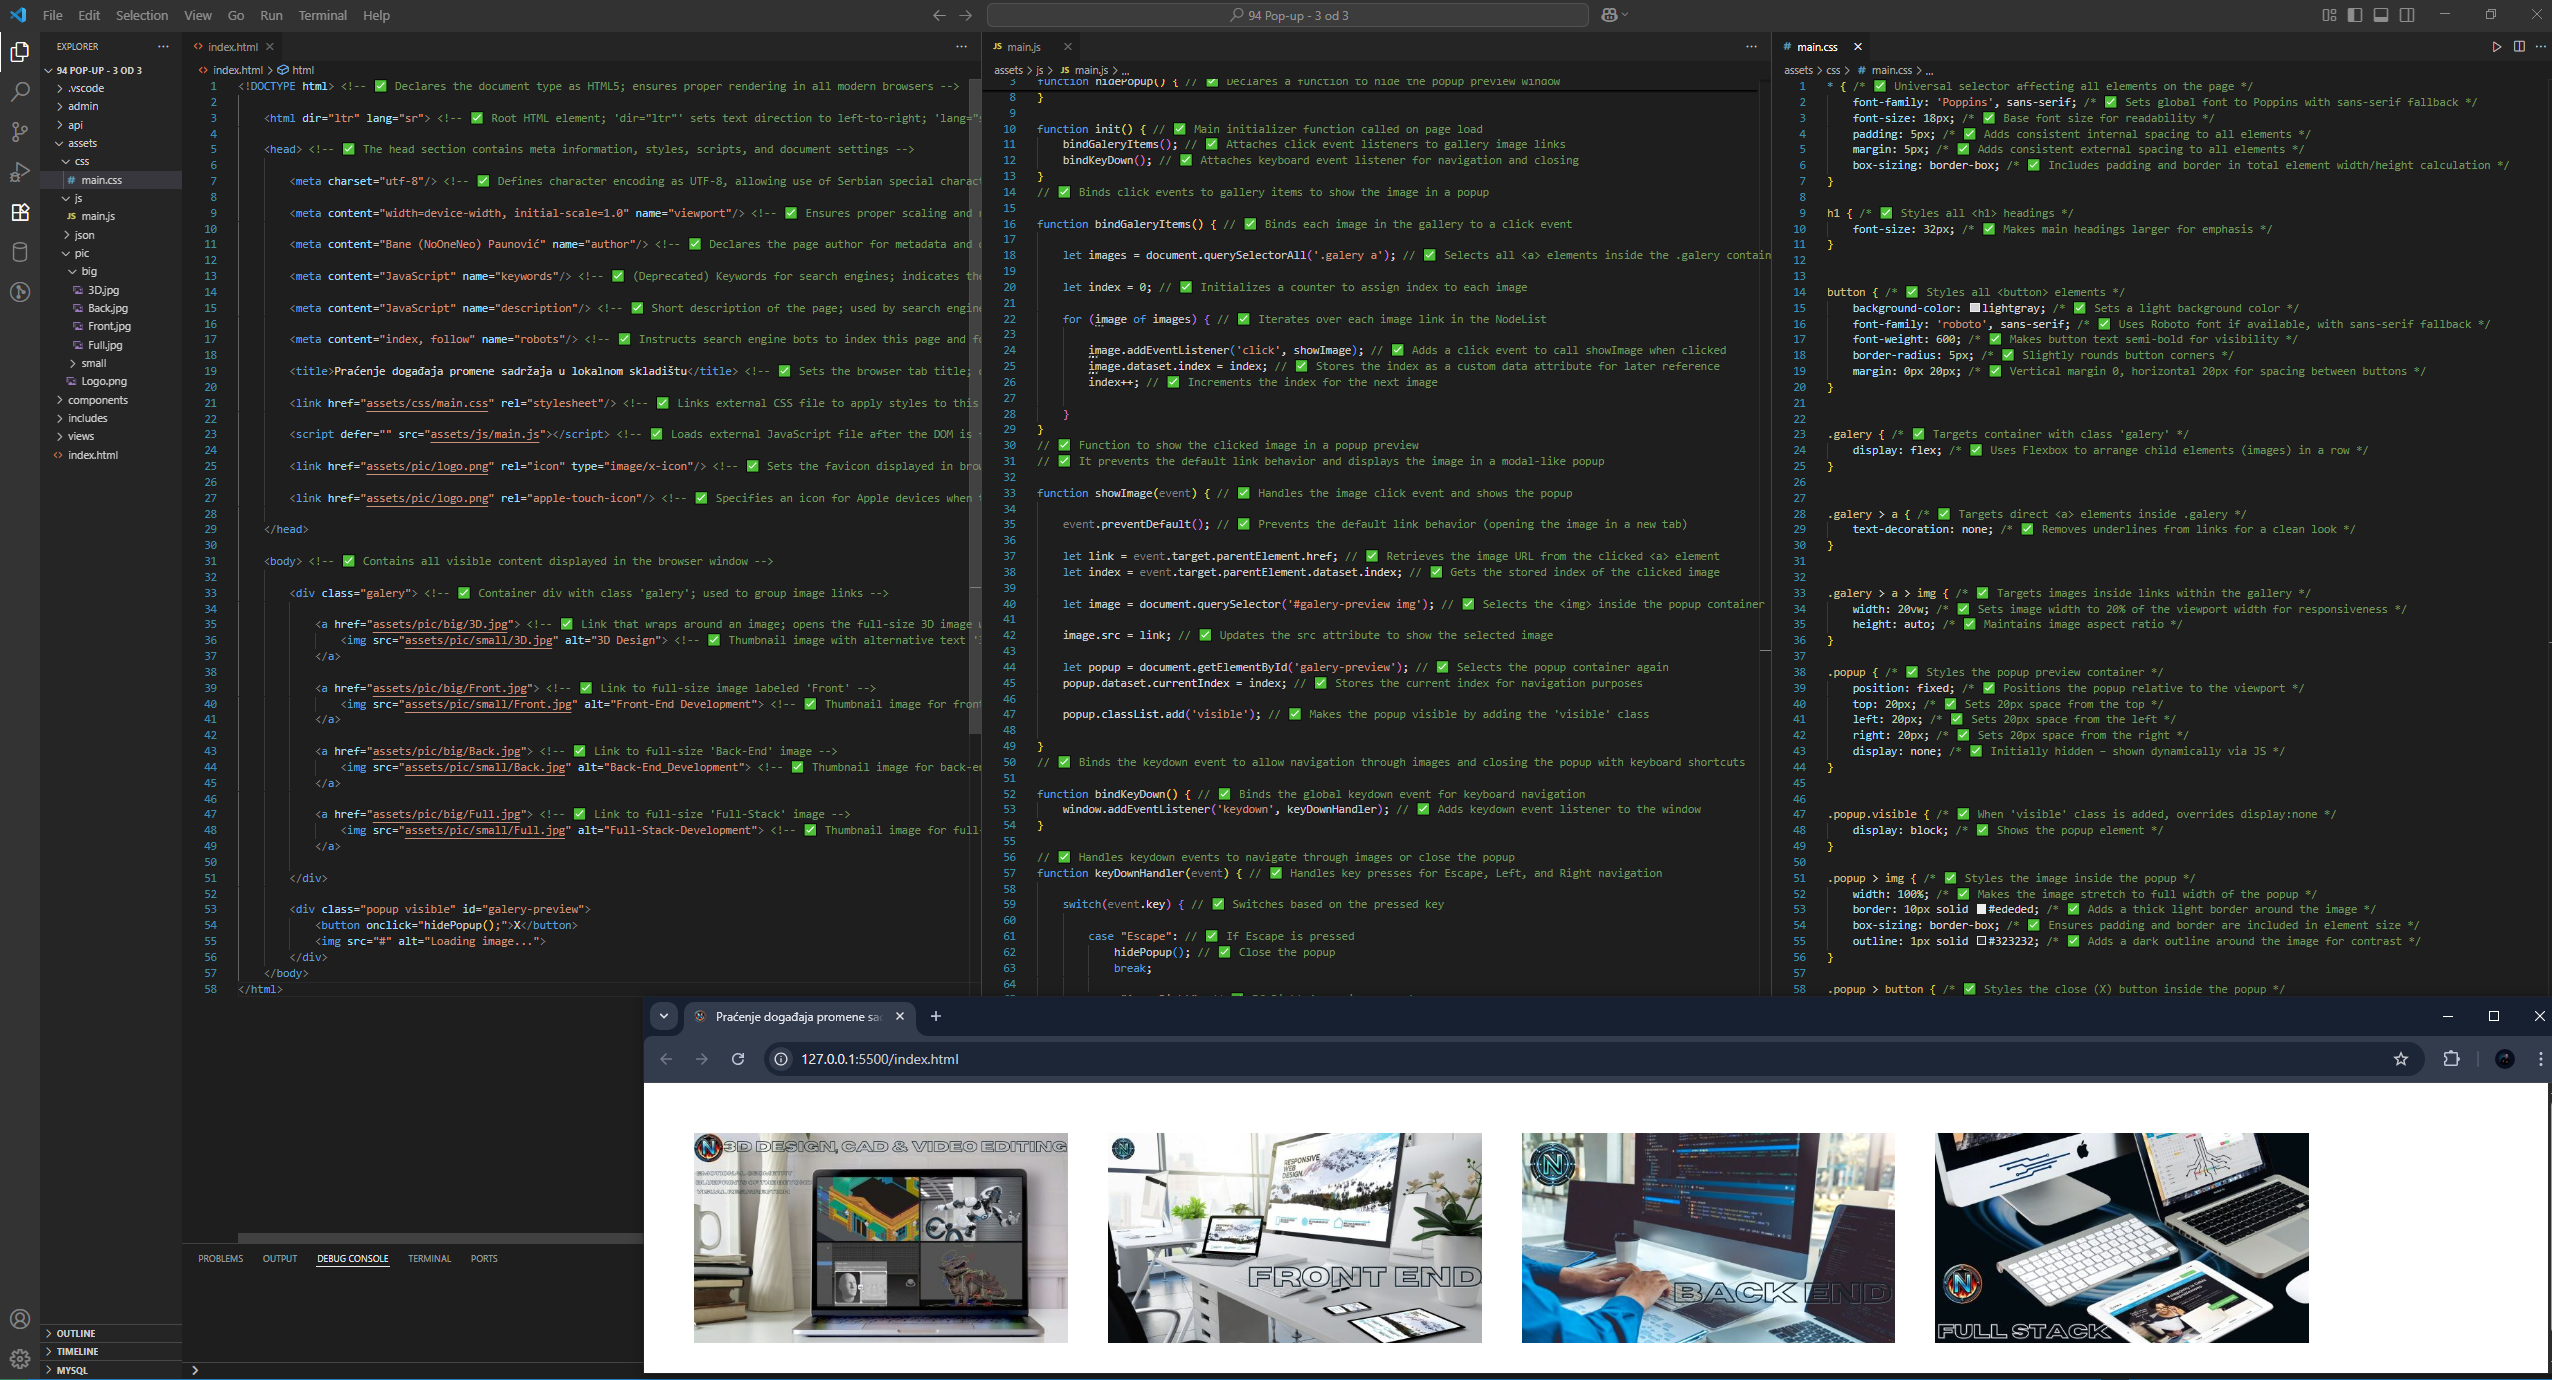 File Edit Selection View Go Run Terminal Help
94 Pop-up - 3 od 3
EXPLORER
94 POP-UP - 3 OD 3
.vscode
admin
api
assets
css
# main.css
js
JS main.js
json
pic
big
3D.jpg
Back.jpg
Front.jpg
Full.jpg
small
Logo.png
components
includes
views
index.html
OUTLINE
TIMELINE
MYSQL
index.html
index.html > html
1 <!DOCTYPE html> <!-- ✅ Declares the document type as HTML5; ensures proper rendering in all modern browsers -->
2
3 <html dir="ltr" lang="sr"> <!-- ✅ Root HTML element; 'dir="ltr"' sets text direction to left-to-right; 'lang="s
4
5 <head> <!-- ✅ The head section contains meta information, styles, scripts, and document settings -->
6
7 <meta charset="utf-8"/> <!-- ✅ Defines character encoding as UTF-8, allowing use of Serbian special charac
8
9 <meta content="width=device-width, initial-scale=1.0" name="viewport"/> <!-- ✅ Ensures proper scaling and
10
11 <meta content="Bane (NoOneNeo) Paunović" name="author"/> <!-- ✅ Declares the page author for metadata and
12
13 <meta content="JavaScript" name="keywords"/> <!-- ✅ (Deprecated) Keywords for search engines; indicates the
14
15 <meta content="JavaScript" name="description"/> <!-- ✅ Short description of the page; used by search engin
16
17 <meta content="index, follow" name="robots"/> <!-- ✅ Instructs search engine bots to index this page and fo
18
19 <title>Praćenje događaja promene sadržaja u lokalnom skladištu</title> <!-- ✅ Sets the browser tab title;
20
21 <link href="assets/css/main.css" rel="stylesheet"/> <!-- ✅ Links external CSS file to apply styles to this
22
23 <script defer="" src="assets/js/main.js"></script> <!-- ✅ Loads external JavaScript file after the DOM is
24
25 <link href="assets/pic/logo.png" rel="icon" type="image/x-icon"/> <!-- ✅ Sets the favicon displayed in brow
26
27 <link href="assets/pic/logo.png" rel="apple-touch-icon"/> <!-- ✅ Specifies an icon for Apple devices when
28
29 </head>
30
31 <body> <!-- ✅ Contains all visible content displayed in the browser window -->
32
33 <div class="galery"> <!-- ✅ Container div with class 'galery'; used to group image links -->
34
35 <a href="assets/pic/big/3D.jpg"> <!-- ✅ Link that wraps around an image; opens the full-size 3D image
36 <img src="assets/pic/small/3D.jpg" alt="3D Design"> <!-- ✅ Thumbnail image with alternative text
37 </a>
38
39 <a href="assets/pic/big/Front.jpg"> <!-- ✅ Link to full-size image labeled 'Front' -->
40 <img src="assets/pic/small/Front.jpg" alt="Front-End Development"> <!-- ✅ Thumbnail image for front
41 </a>
42
43 <a href="assets/pic/big/Back.jpg"> <!-- ✅ Link to full-size 'Back-End' image -->
44 <img src="assets/pic/small/Back.jpg" alt="Back-End_Development"> <!-- ✅ Thumbnail image for back-en
45 </a>
46
47 <a href="assets/pic/big/Full.jpg"> <!-- ✅ Link to full-size 'Full-Stack' image -->
48 <img src="assets/pic/small/Full.jpg" alt="Full-Stack-Development"> <!-- ✅ Thumbnail image for full
49 </a>
50
51 </div>
52
53 <div class="popup visible" id="galery-preview">
54 <button onclick="hidePopup();">X</button>
55 <img src="#" alt="Loading image...">
56 </div>
57 </body>
58 </html>
JS main.js
assets > js > JS main.js > ...
3 function hidePopup() { // ✅ Declares a function to hide the popup preview window
8 }
9
10 function init() { // ✅ Main initializer function called on page load
11 bindGaleryItems(); // ✅ Attaches click event listeners to gallery image links
12 bindKeyDown(); // ✅ Attaches keyboard event listener for navigation and closing
13 }
14 // ✅ Binds click events to gallery items to show the image in a popup
15
16 function bindGaleryItems() { // ✅ Binds each image in the gallery to a click event
17
18 let images = document.querySelectorAll('.galery a'); // ✅ Selects all <a> elements inside the .galery contain
19
20 let index = 0; // ✅ Initializes a counter to assign index to each image
21
22 for (image of images) { // ✅ Iterates over each image link in the NodeList
23
24 image.addEventListener('click', showImage); // ✅ Adds a click event to call showImage when clicked
25 image.dataset.index = index; // ✅ Stores the index as a custom data attribute for later reference
26 index++; // ✅ Increments the index for the next image
27
28 }
29 }
30 // ✅ Function to show the clicked image in a popup preview
31 // ✅ It prevents the default link behavior and displays the image in a modal-like popup
32
33 function showImage(event) { // ✅ Handles the image click event and shows the popup
34
35 event.preventDefault(); // ✅ Prevents the default link behavior (opening the image in a new tab)
36
37 let link = event.target.parentElement.href; // ✅ Retrieves the image URL from the clicked <a> element
38 let index = event.target.parentElement.dataset.index; // ✅ Gets the stored index of the clicked image
39
40 let image = document.querySelector('#galery-preview img'); // ✅ Selects the <img> inside the popup container
41
42 image.src = link; // ✅ Updates the src attribute to show the selected image
43
44 let popup = document.getElementById('galery-preview'); // ✅ Selects the popup container again
45 popup.dataset.currentIndex = index; // ✅ Stores the current index for navigation purposes
46
47 popup.classList.add('visible'); // ✅ Makes the popup visible by adding the 'visible' class
48
49 }
50 // ✅ Binds the keydown event to allow navigation through images and closing the popup with keyboard shortcuts
51
52 function bindKeyDown() { // ✅ Binds the global keydown event for keyboard navigation
53 window.addEventListener('keydown', keyDownHandler); // ✅ Adds keydown event listener to the window
54 }
55
56 // ✅ Handles keydown events to navigate through images or close the popup
57 function keyDownHandler(event) { // ✅ Handles key presses for Escape, Left, and Right navigation
58
59 switch(event.key) { // ✅ Switches based on the pressed key
60
61 case "Escape": // ✅ If Escape is pressed
62 hidePopup(); // ✅ Close the popup
63 break;
64
# main.css
assets > css > # main.css > ...
1 * { /* ✅ Universal selector affecting all elements on the page */
2 font-family: 'Poppins', sans-serif; /* ✅ Sets global font to Poppins with sans-serif fallback */
3 font-size: 18px; /* ✅ Base font size for readability */
4 padding: 5px; /* ✅ Adds consistent internal spacing to all elements */
5 margin: 5px; /* ✅ Adds consistent external spacing to all elements */
6 box-sizing: border-box; /* ✅ Includes padding and border in total element width/height calculation */
7 }
8
9 h1 { /* ✅ Styles all <h1> headings */
10 font-size: 32px; /* ✅ Makes main headings larger for emphasis */
11 }
12
13
14 button { /* ✅ Styles all <button> elements */
15 background-color: lightgray; /* ✅ Sets a light background color */
16 font-family: 'roboto', sans-serif; /* ✅ Uses Roboto font if available, with sans-serif fallback */
17 font-weight: 600; /* ✅ Makes button text semi-bold for visibility */
18 border-radius: 5px; /* ✅ Slightly rounds button corners */
19 margin: 0px 20px; /* ✅ Vertical margin 0, horizontal 20px for spacing between buttons */
20 }
21
22
23 .galery { /* ✅ Targets container with class 'galery' */
24 display: flex; /* ✅ Uses Flexbox to arrange child elements (images) in a row */
25 }
26
27
28 .galery > a { /* ✅ Targets direct <a> elements inside .galery */
29 text-decoration: none; /* ✅ Removes underlines from links for a clean look */
30 }
31
32
33 .galery > a > img { /* ✅ Targets images inside links within the gallery */
34 width: 20vw; /* ✅ Sets image width to 20% of the viewport width for responsiveness */
35 height: auto; /* ✅ Maintains image aspect ratio */
36 }
37
38 .popup { /* ✅ Styles the popup preview container */
39 position: fixed; /* ✅ Positions the popup relative to the viewport */
40 top: 20px; /* ✅ Sets 20px space from the top */
41 left: 20px; /* ✅ Sets 20px space from the left */
42 right: 20px; /* ✅ Sets 20px space from the right */
43 display: none; /* ✅ Initially hidden – shown dynamically via JS */
44 }
45
46
47 .popup.visible { /* ✅ When 'visible' class is added, overrides display:none */
48 display: block; /* ✅ Shows the popup element */
49 }
50
51 .popup > img { /* ✅ Styles the image inside the popup */
52 width: 100%; /* ✅ Makes the image stretch to full width of the popup */
53 border: 10px solid #ededed; /* ✅ Adds a thick light border around the image */
54 box-sizing: border-box; /* ✅ Ensures padding and border are included in element size */
55 outline: 1px solid #323232; /* ✅ Adds a dark outline around the image for contrast */
56 }
57
58 .popup > button { /* ✅ Styles the close (X) button inside the popup */
PROBLEMS OUTPUT DEBUG CONSOLE TERMINAL PORTS
Praćenje događaja promene sa
127.0.0.1:5500/index.html
3D DESIGN, CAD & VIDEO EDITING
EMOTIONAL GEOMETRY
BLUEPRINTS OF THE BEYOND
RESPONSIVE
WEB
DESIGN
FRONT END
BACK END
FULL STACK